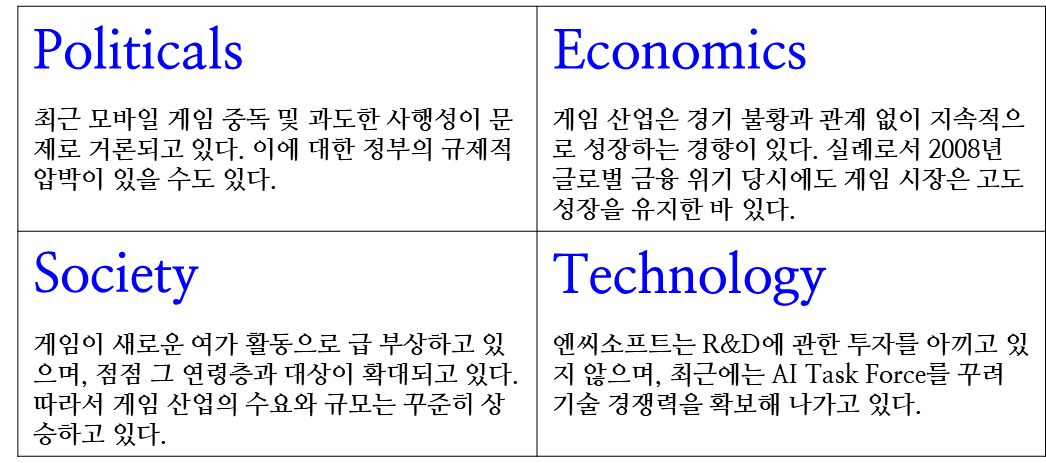 Politicals
최근 모바일 게임 중독 및 과도한 사행성이 문
제로 거론되고 있다. 이에 대한 정부의 규제적
압박이 있을 수도 있다.
Economics
게임 산업은 경기 불황과 관계 없이 지속적으
로 성장하는 경향이 있다. 실례로서 2008년
글로벌 금융 위기 당시에도 게임 시장은 고도
성장을 유지한 바 있다.
Society
게임이 새로운 여가 활동으로 급 부상하고 있
으며, 점점 그 연령층과 대상이 확대되고 있다.
따라서 게임 산업의 수요와 규모는 꾸준히 상
승하고 있다.
Technology
엔씨소프트는 R&D에 관한 투자를 아끼고 있
지 않으며, 최근에는 AI Task Force를 꾸려
기술 경쟁력을 확보해 나가고 있다.